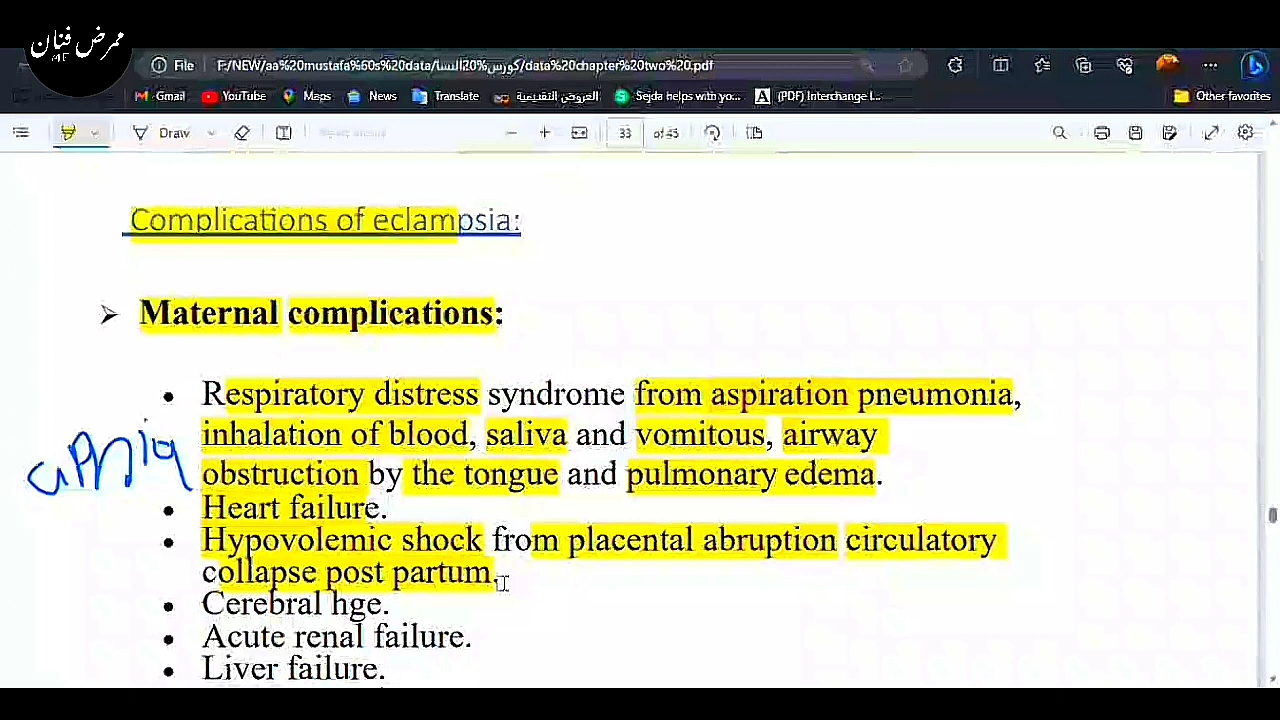 ممرض فنان
MF
File F:/NEW/aa%20mustafa%60s%20data/كورس%20النسا/data%20chapter%20two%20.pdf
Gmail YouTube Maps News Translate العروض التقديمية Sejda helps with yo... (PDF) Interchange I... Other favorites
Draw 33 of 43
Complications of eclampsia:
➢ Maternal complications:
• Respiratory distress syndrome from aspiration pneumonia,
inhalation of blood, saliva and vomitous, airway
obstruction by the tongue and pulmonary edema.
• Heart failure.
• Hypovolemic shock from placental abruption circulatory
collapse post partum.
• Cerebral hge.
• Acute renal failure.
• Liver failure.